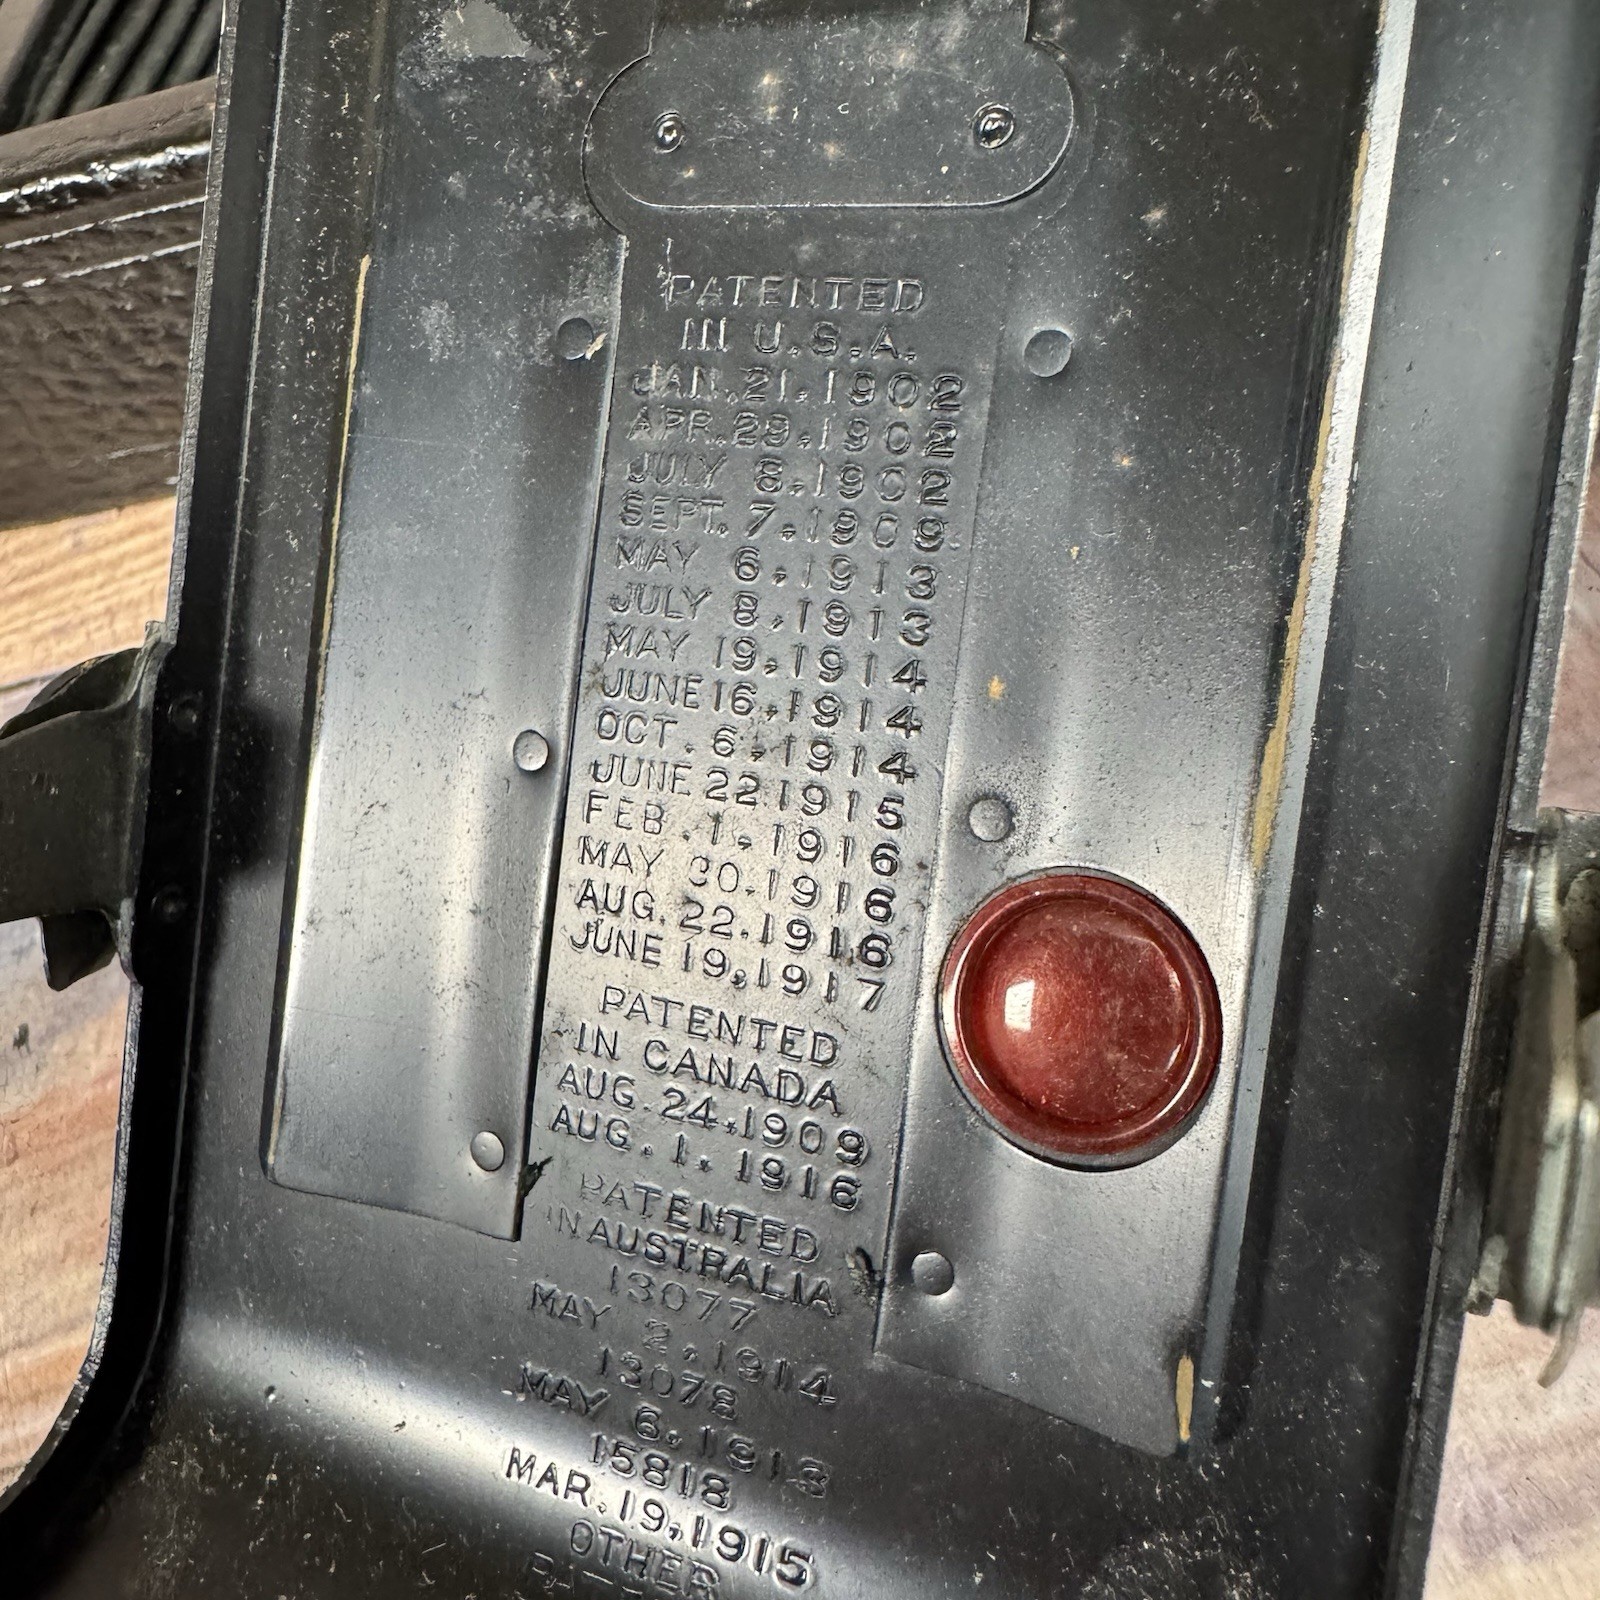 PATENTED
IN U.S.A.
JAN.21.1902
APR.29.1902
JULY 8.1902
SEPT. 7.1909
MAY 6,1913
JULY 8,1913
MAY 19,1914
JUNE 16,1914
OCT. 6,1914
JUNE 22.1915
FEB. 1,1916
MAY 30.1916
AUG. 22.1916
JUNE 19,1917
PATENTED
IN CANADA
AUG. 24,1909
AUG. 1. 1916
PATENTED
IN AUSTRALIA
13077
MAY 2,1914
13078
MAY 6,1913
15818
MAR.19,1915
OTHER